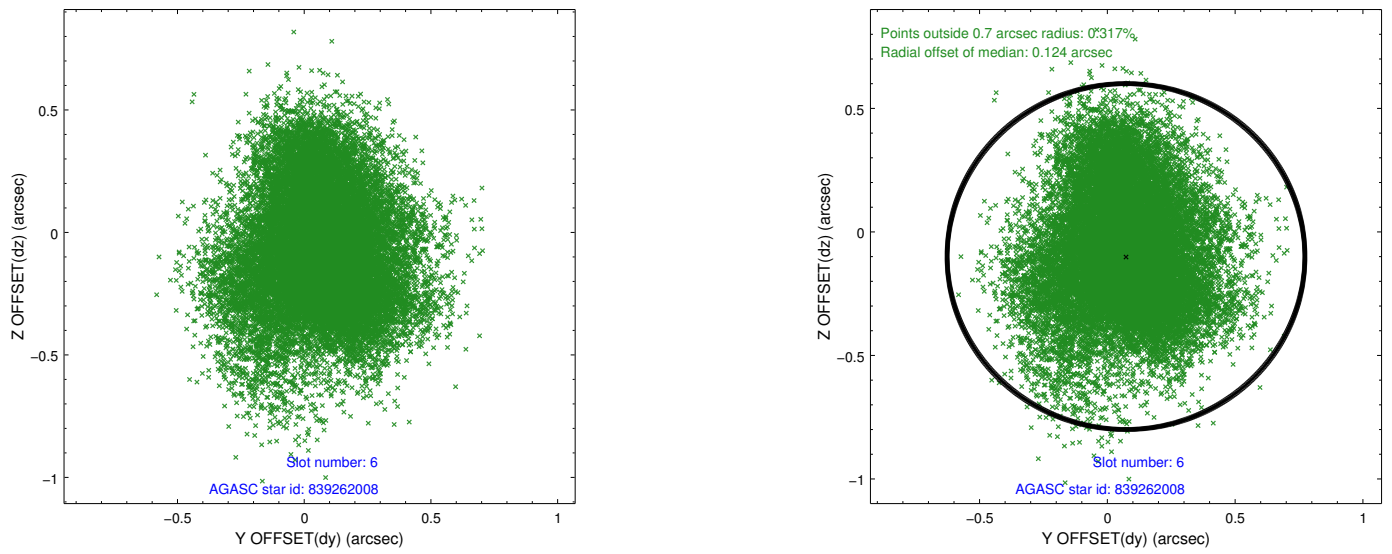 0.5
0
−0.5
−1
Z OFFSET(dz) (arcsec)
Slot number: 6
AGASC star id: 839262008
−0.5
0
0.5
1
Y OFFSET(dy) (arcsec)
Points outside 0.7 arcsec radius: 0.317%
Radial offset of median: 0.124 arcsec
0.5
0
−0.5
−1
Z OFFSET(dz) (arcsec)
Slot number: 6
AGASC star id: 839262008
−0.5
0
0.5
1
Y OFFSET(dy) (arcsec)